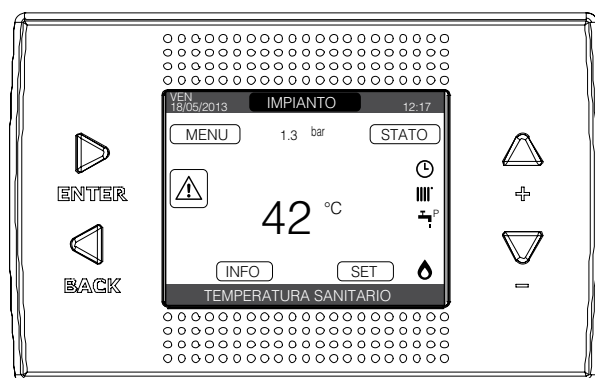 VEN
18/05/2013 IMPIANTO 12:17
MENU 1.3 bar STATO
ENTER
42 °C
+
P
BACK
INFO SET
-
TEMPERATURA SANITARIO